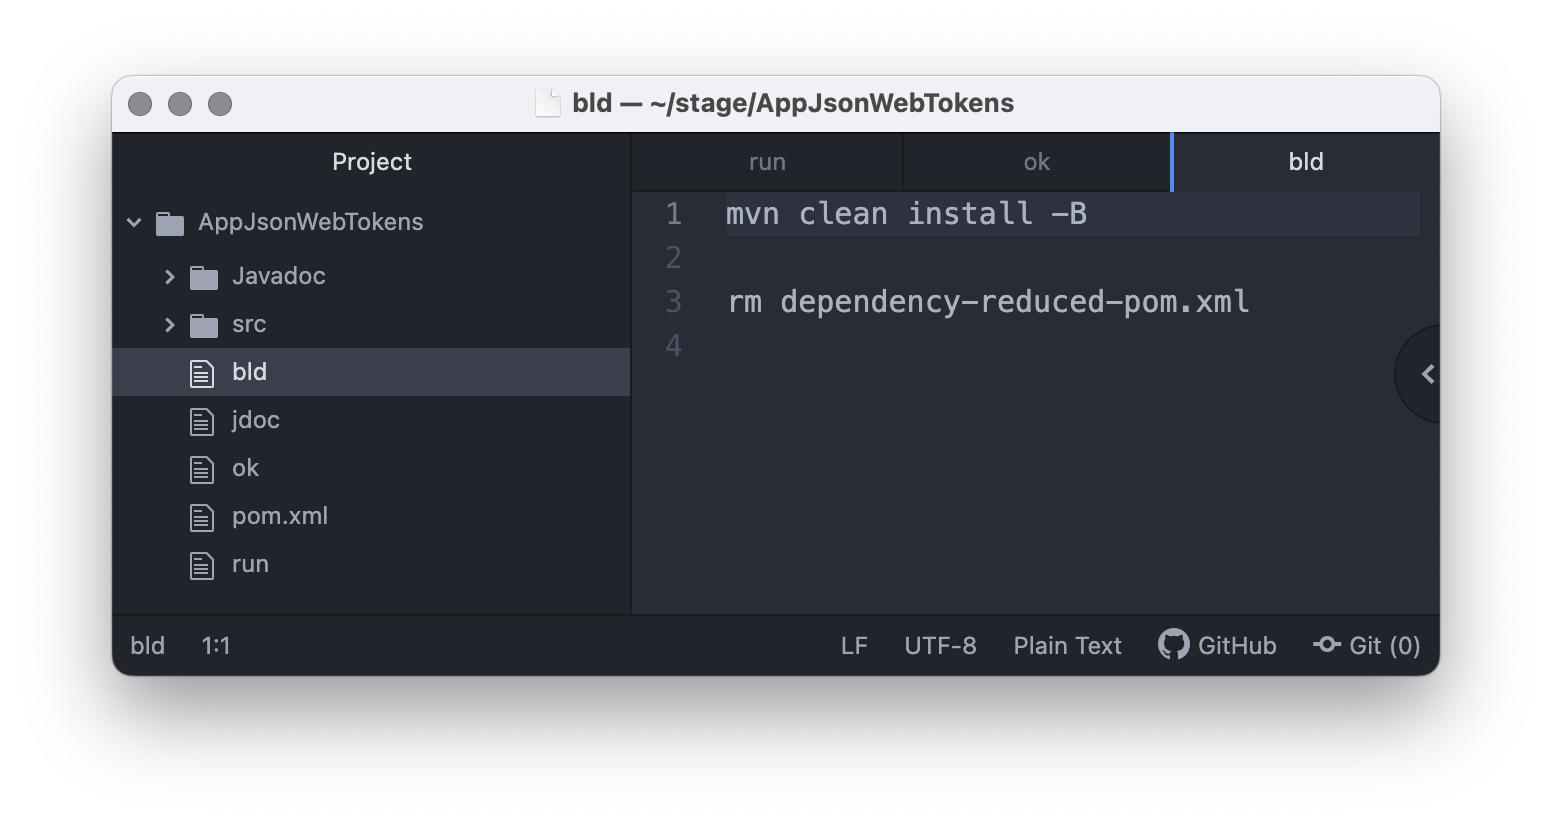 bld — ~/stage/AppJsonWebTokens
Project
AppJsonWebTokens
Javadoc
src
bld
jdoc
ok
pom.xml
run
run
ok
bld
1 mvn clean install -B
2
3 rm dependency-reduced-pom.xml
4
bld 1:1 LF UTF-8 Plain Text GitHub Git (0)